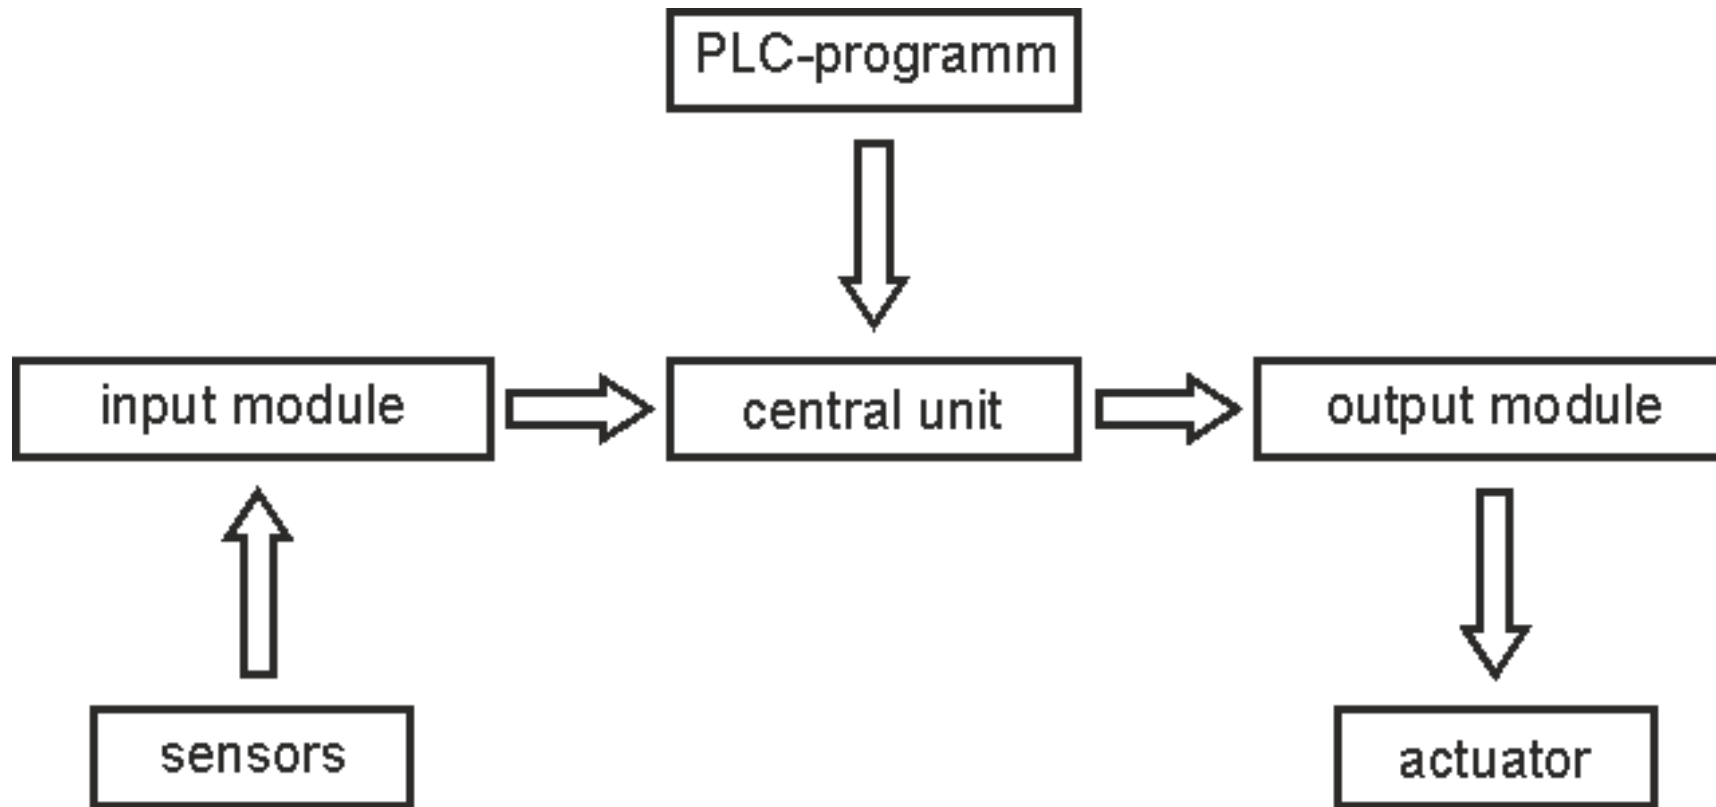 PLC-programm
input module
central unit
output module
sensors
actuator